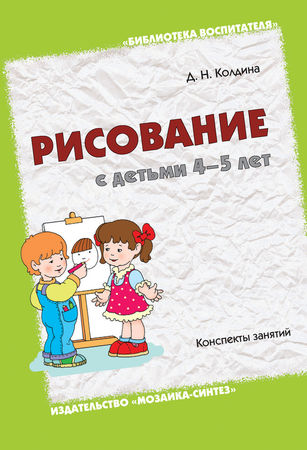 «БИБЛИОТЕКА ВОСПИТАТЕЛЯ»
Д. Н. Колдина
РИСОВАНИЕ
с детьми 4–5 лет
Конспекты занятий
ИЗДАТЕЛЬСТВО «МОЗАИКА-СИНТЕЗ»